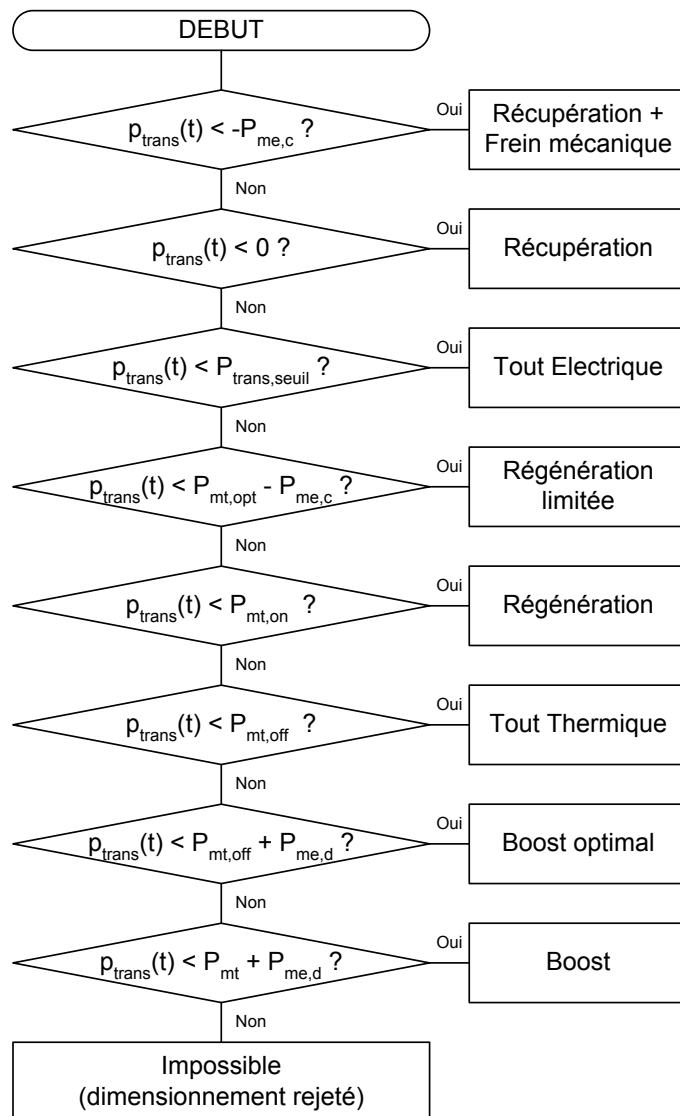 DEBUT
p_trans(t) < -P_me,c ?
Oui
Récupération +
Frein mécanique
Non
p_trans(t) < 0 ?
Oui
Récupération
Non
p_trans(t) < P_trans,seuil ?
Oui
Tout Electrique
Non
p_trans(t) < P_mt,opt - P_me,c ?
Oui
Régénération
limitée
Non
p_trans(t) < P_mt,on ?
Oui
Régénération
Non
p_trans(t) < P_mt,off ?
Oui
Tout Thermique
Non
p_trans(t) < P_mt,off + P_me,d ?
Oui
Boost optimal
Non
p_trans(t) < P_mt + P_me,d ?
Oui
Boost
Non
Impossible
(dimensionnement rejeté)